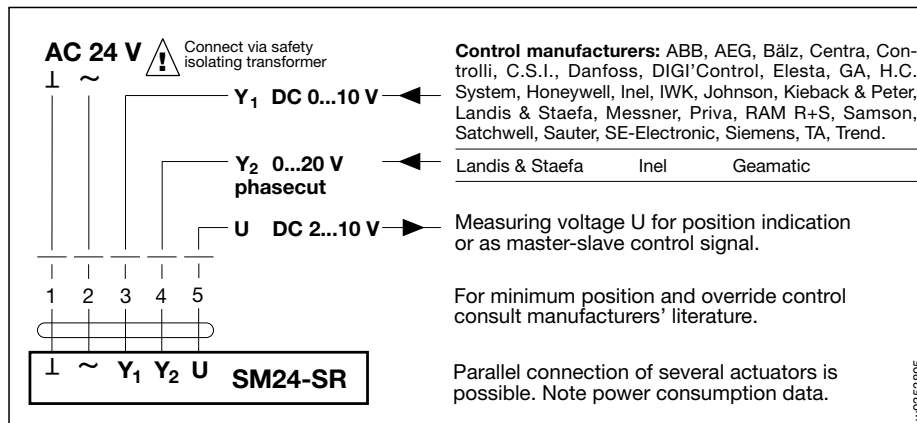 AC 24 V
Connect via safety
isolating transformer
⊥ ~
Y1 DC 0...10 V
Control manufacturers: ABB, AEG, Bälz, Centra, Con-
trolli, C.S.I., Danfoss, DIGI'Control, Elesta, GA, H.C.
System, Honeywell, Inel, IWK, Johnson, Kieback & Peter,
Landis & Staefa, Messner, Priva, RAM R+S, Samson,
Satchwell, Sauter, SE-Electronic, Siemens, TA, Trend.
Y2 0...20 V
phasecut
Landis & Staefa Inel Geamatic
U DC 2...10 V
Measuring voltage U for position indication
or as master-slave control signal.
1 2 3 4 5
For minimum position and override control
consult manufacturers' literature.
⊥ ~ Y1 Y2 U SM24-SR
Parallel connection of several actuators is
possible. Note power consumption data.